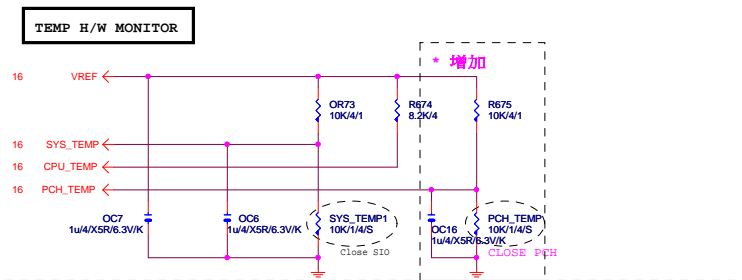 TEMP H/W MONITOR
* 增加
16 VREF
OR73
10K/4/1
R674
8.2K/4
R675
10K/4/1
16 SYS_TEMP
16 CPU_TEMP
16 PCH_TEMP
OC7
1u/4/X5R/6.3V/K
OC6
1u/4/X5R/6.3V/K
SYS_TEMP1
10K/1/4/S
Close SIO
OC16
1u/4/X5R/6.3V/K
PCH_TEMP
10K/1/4/S
CLOSE PCH